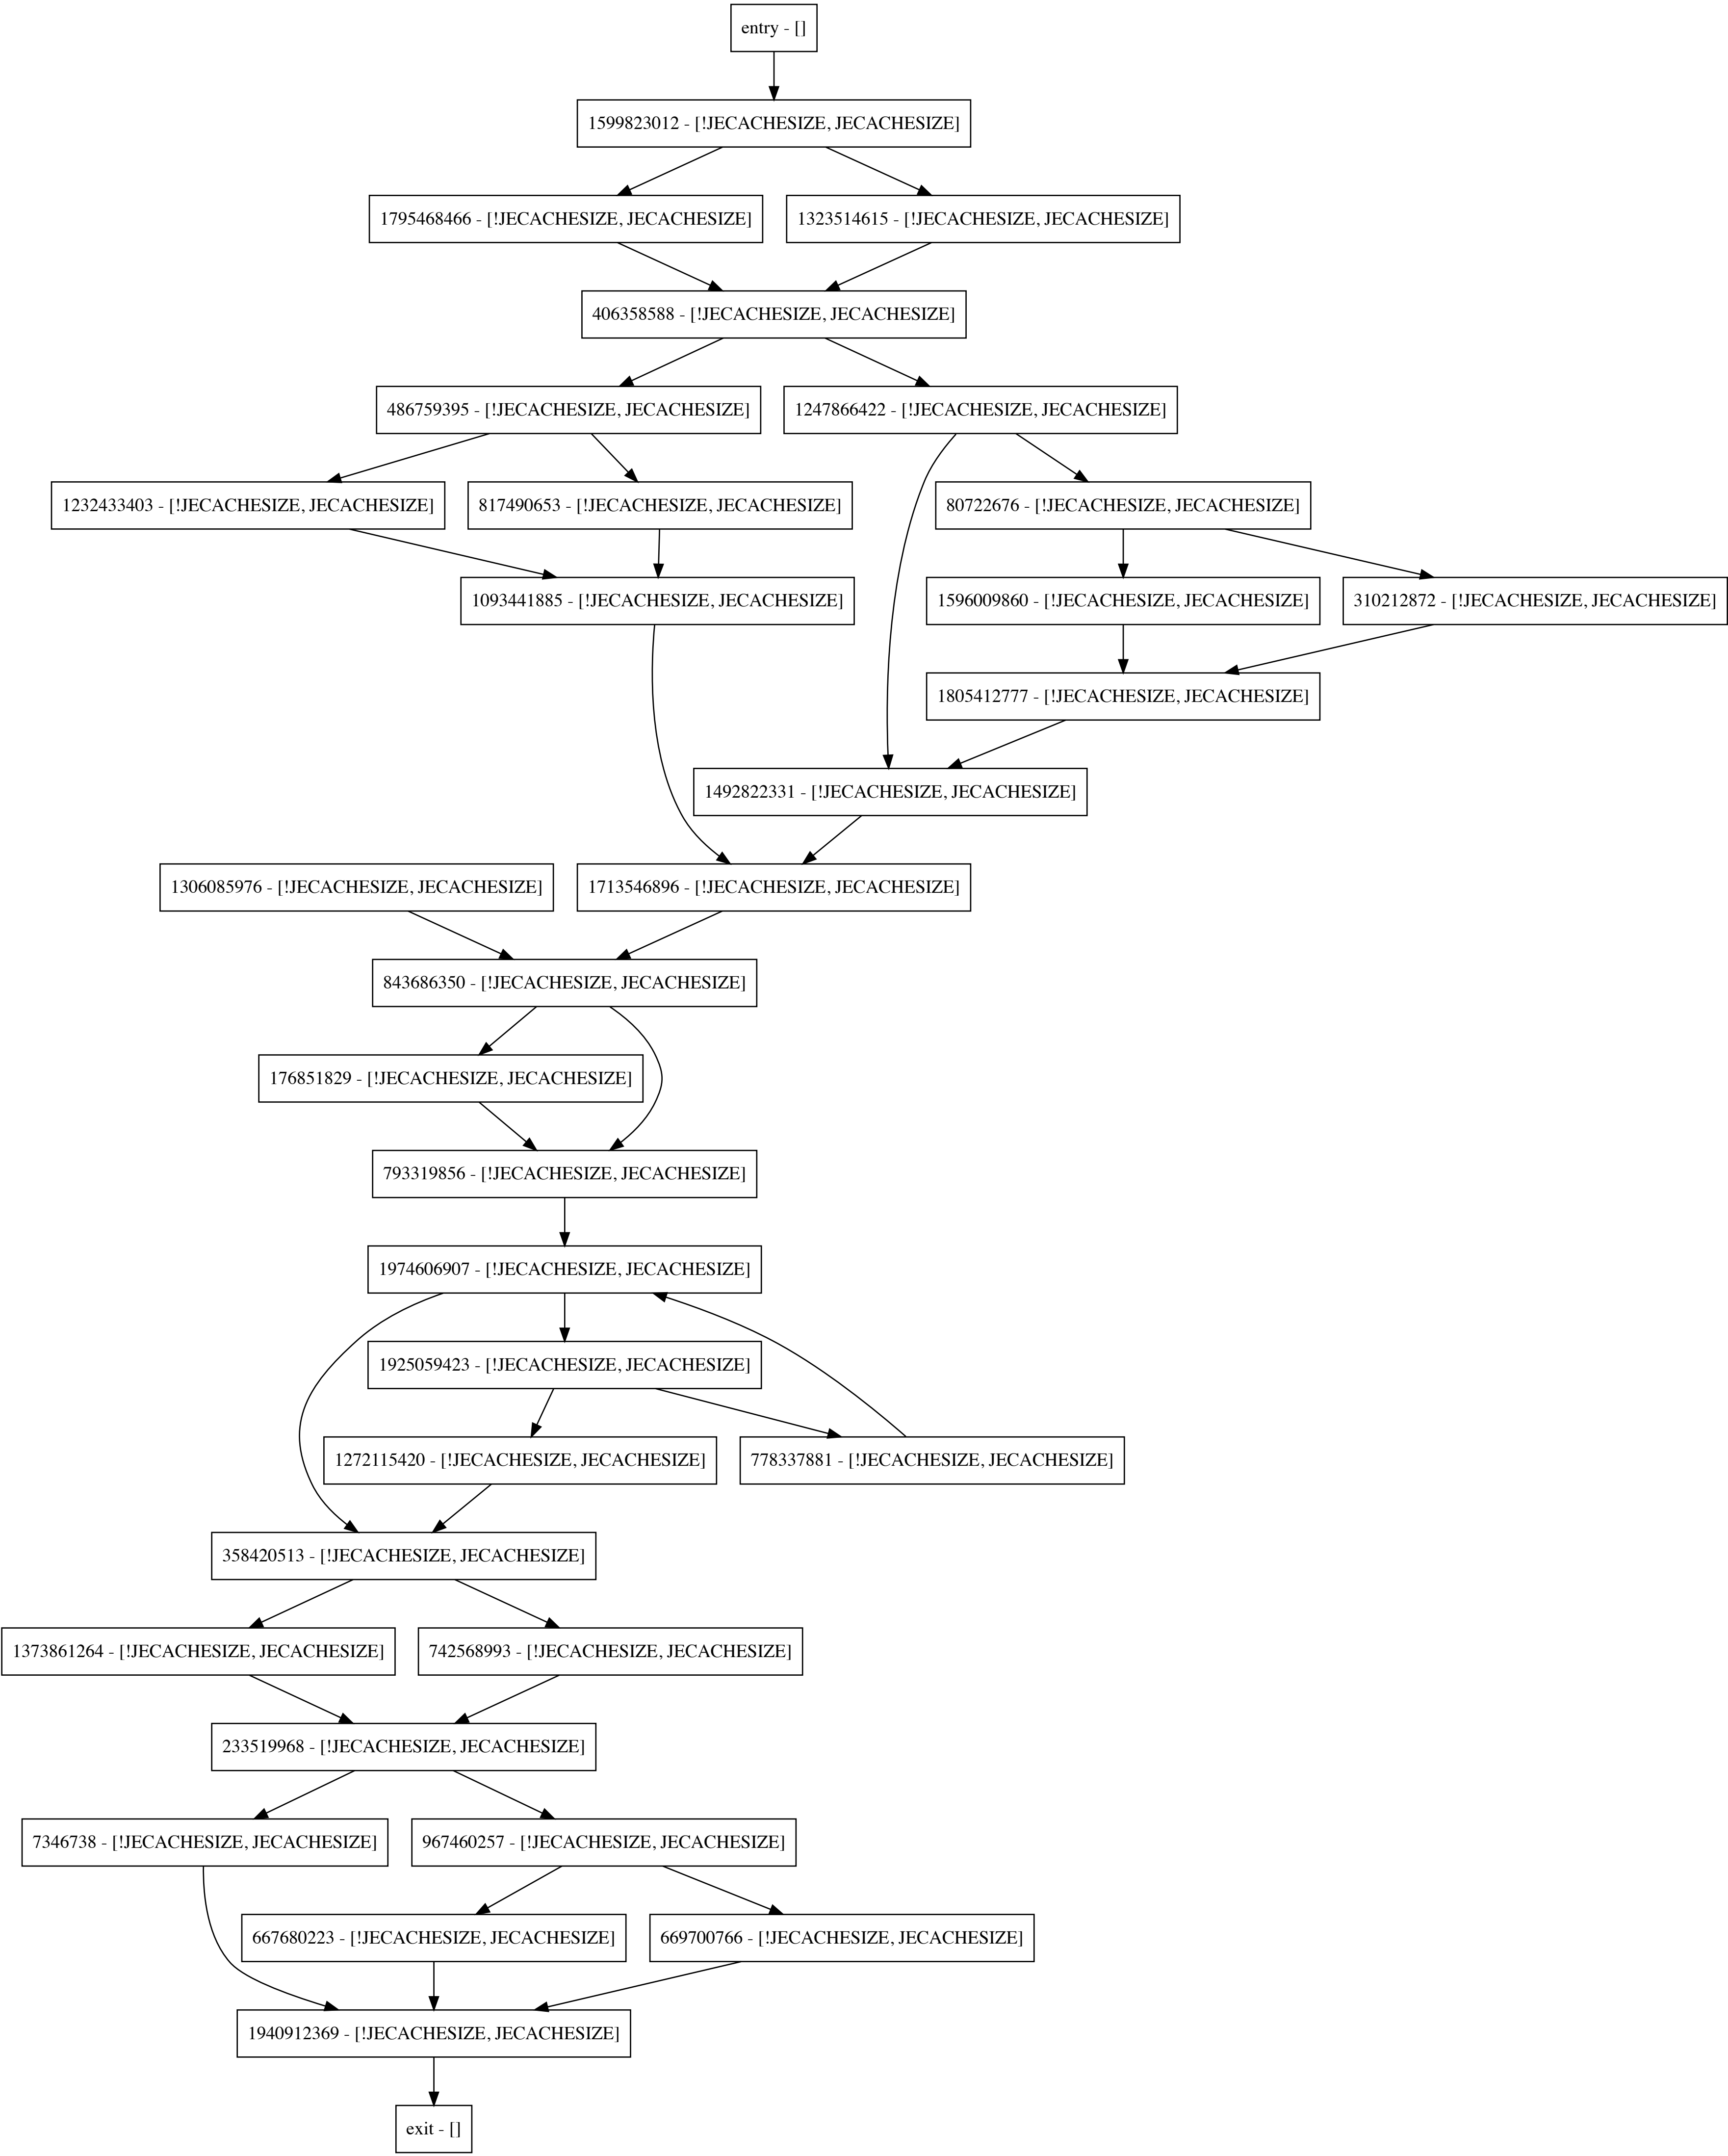 entry - []
1599823012 - [!JECACHESIZE, JECACHESIZE]
1795468466 - [!JECACHESIZE, JECACHESIZE]
1323514615 - [!JECACHESIZE, JECACHESIZE]
406358588 - [!JECACHESIZE, JECACHESIZE]
486759395 - [!JECACHESIZE, JECACHESIZE]
1247866422 - [!JECACHESIZE, JECACHESIZE]
1232433403 - [!JECACHESIZE, JECACHESIZE]
817490653 - [!JECACHESIZE, JECACHESIZE]
80722676 - [!JECACHESIZE, JECACHESIZE]
1093441885 - [!JECACHESIZE, JECACHESIZE]
1596009860 - [!JECACHESIZE, JECACHESIZE]
310212872 - [!JECACHESIZE, JECACHESIZE]
1805412777 - [!JECACHESIZE, JECACHESIZE]
1492822331 - [!JECACHESIZE, JECACHESIZE]
1306085976 - [!JECACHESIZE, JECACHESIZE]
1713546896 - [!JECACHESIZE, JECACHESIZE]
843686350 - [!JECACHESIZE, JECACHESIZE]
176851829 - [!JECACHESIZE, JECACHESIZE]
793319856 - [!JECACHESIZE, JECACHESIZE]
1974606907 - [!JECACHESIZE, JECACHESIZE]
1925059423 - [!JECACHESIZE, JECACHESIZE]
1272115420 - [!JECACHESIZE, JECACHESIZE]
778337881 - [!JECACHESIZE, JECACHESIZE]
358420513 - [!JECACHESIZE, JECACHESIZE]
1373861264 - [!JECACHESIZE, JECACHESIZE]
742568993 - [!JECACHESIZE, JECACHESIZE]
233519968 - [!JECACHESIZE, JECACHESIZE]
7346738 - [!JECACHESIZE, JECACHESIZE]
967460257 - [!JECACHESIZE, JECACHESIZE]
667680223 - [!JECACHESIZE, JECACHESIZE]
669700766 - [!JECACHESIZE, JECACHESIZE]
1940912369 - [!JECACHESIZE, JECACHESIZE]
exit - []